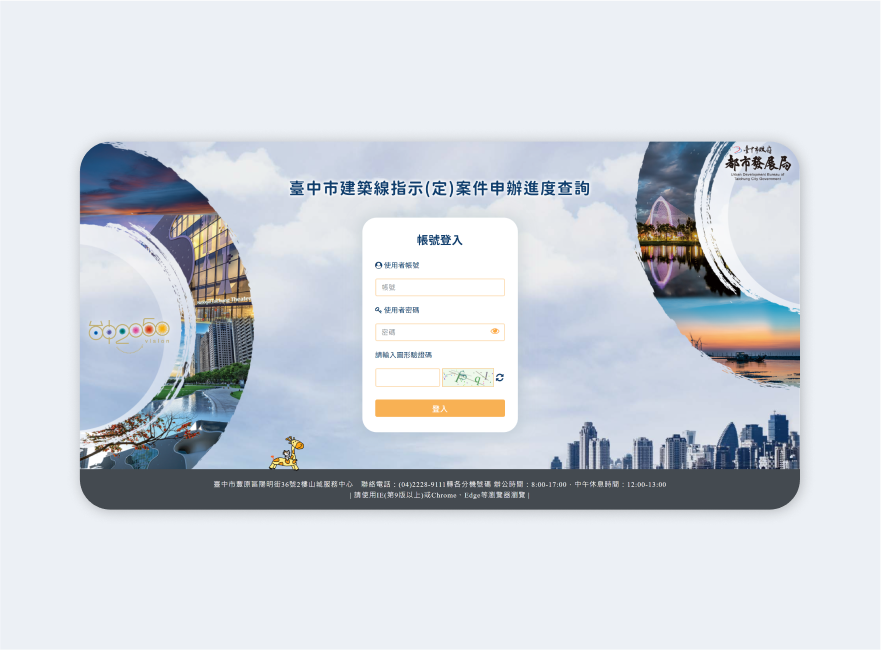 臺中市政府
都市發展局
Urban Development Bureau of
Taichung City Government
臺中市建築線指示(定)案件申辦進度查詢
帳號登入
使用者帳號
帳號
使用者密碼
密碼
請輸入圖形驗證碼
登入
vision
臺中市豐原區陽明街36號2樓山城服務中心 聯絡電話：(04)2228-9111轉各分機號碼 辦公時間：8:00-17:00．中午休息時間：12:00-13:00
| 請使用IE(第9版以上)或Chrome、Edge等瀏覽器瀏覽 |